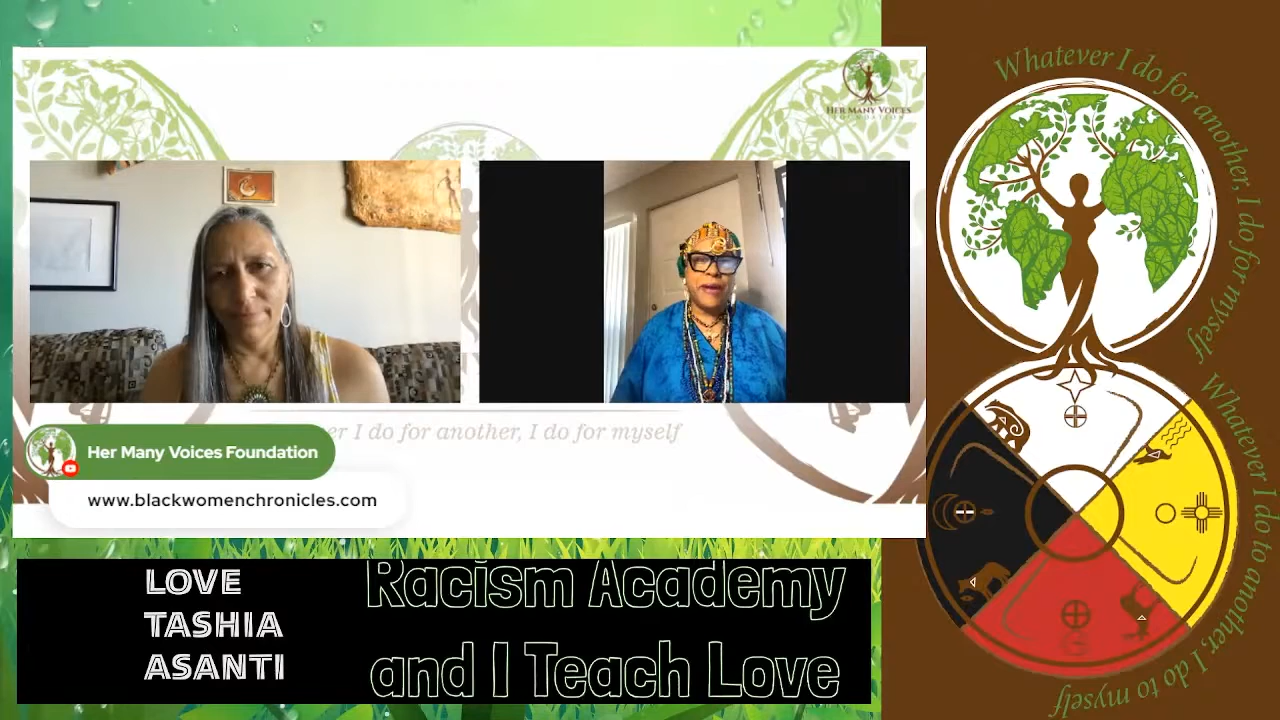 HER MANY VOICES
FOUNDATION
er I do for another, I do for myself
Her Many Voices Foundation
www.blackwomenchronicles.com
LOVE
TASHIA
ASANTI
Racism Academy
and I Teach Love
Whatever I do for another, I do for myself
Whatever I do to another, I do to myself